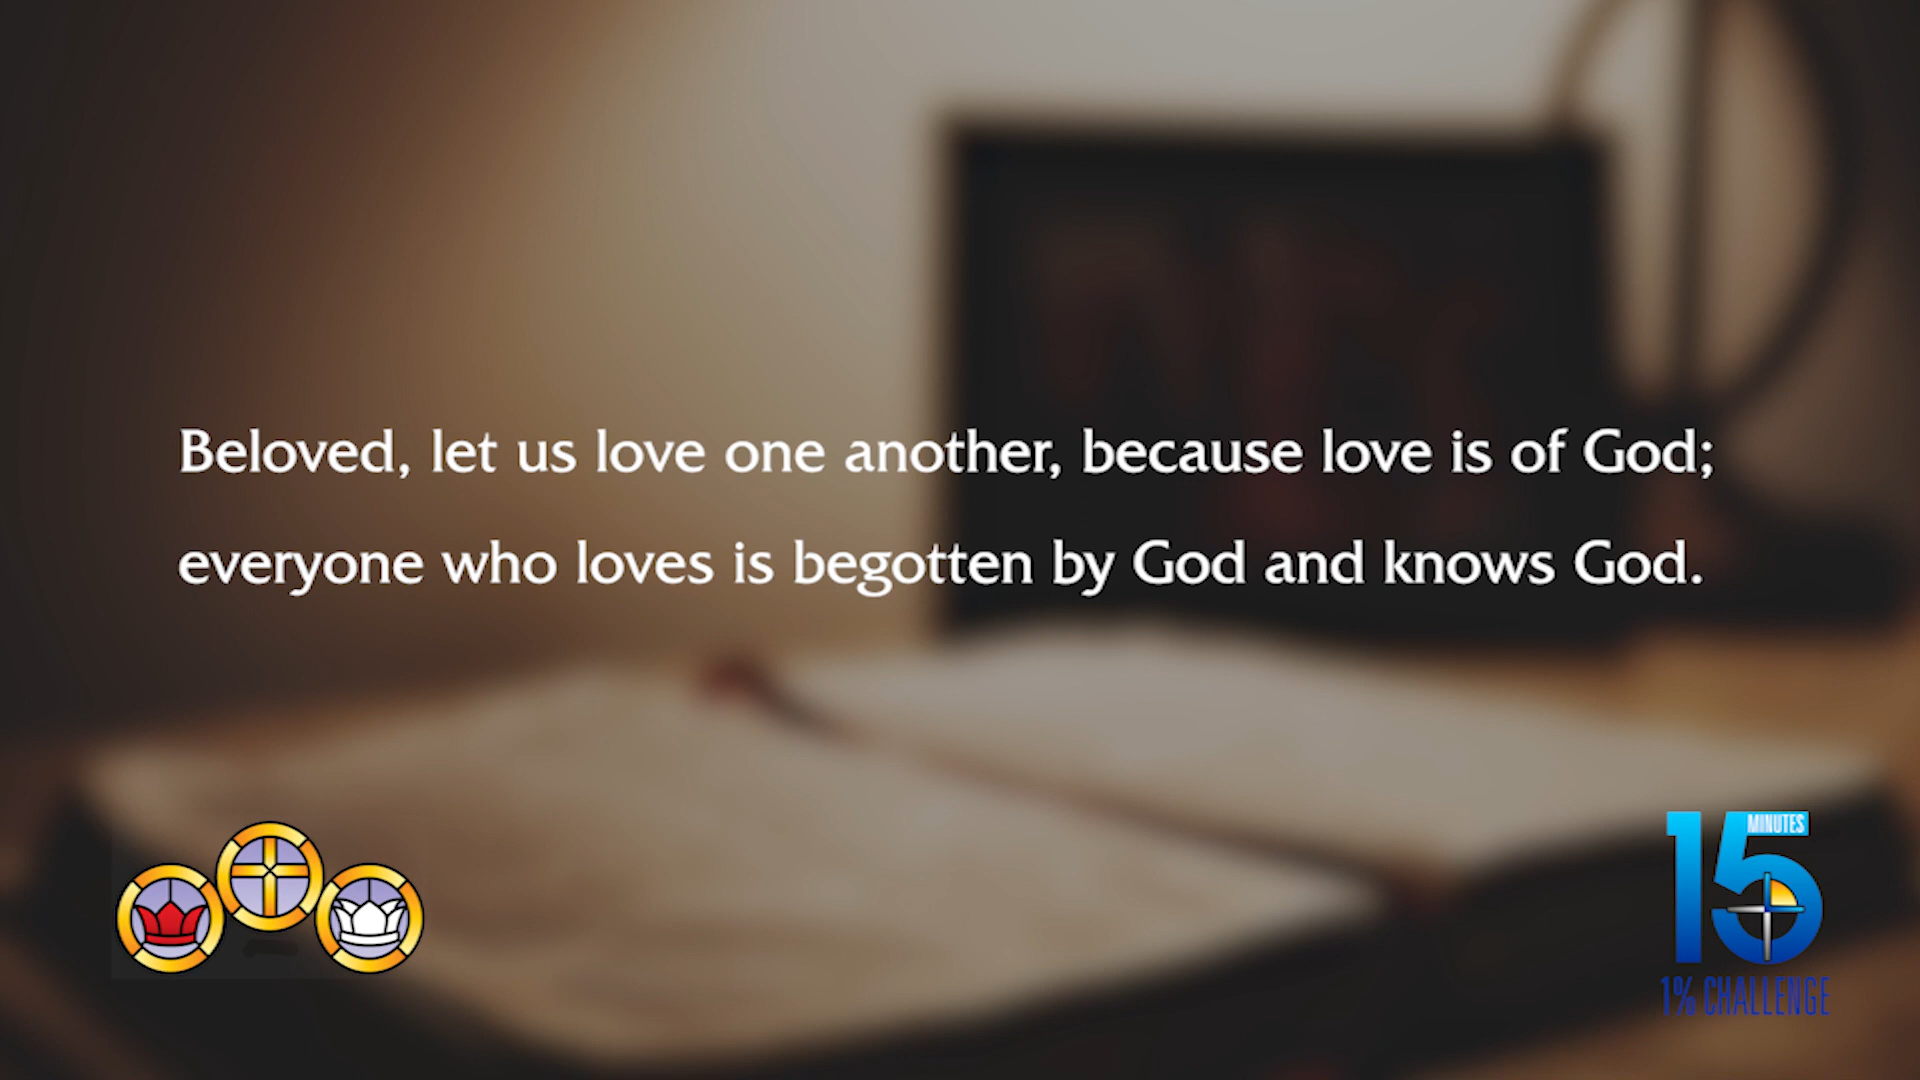 Beloved, let us love one another, because love is of God;
everyone who loves is begotten by God and knows God.
15
MINUTES
1% CHALLENGE